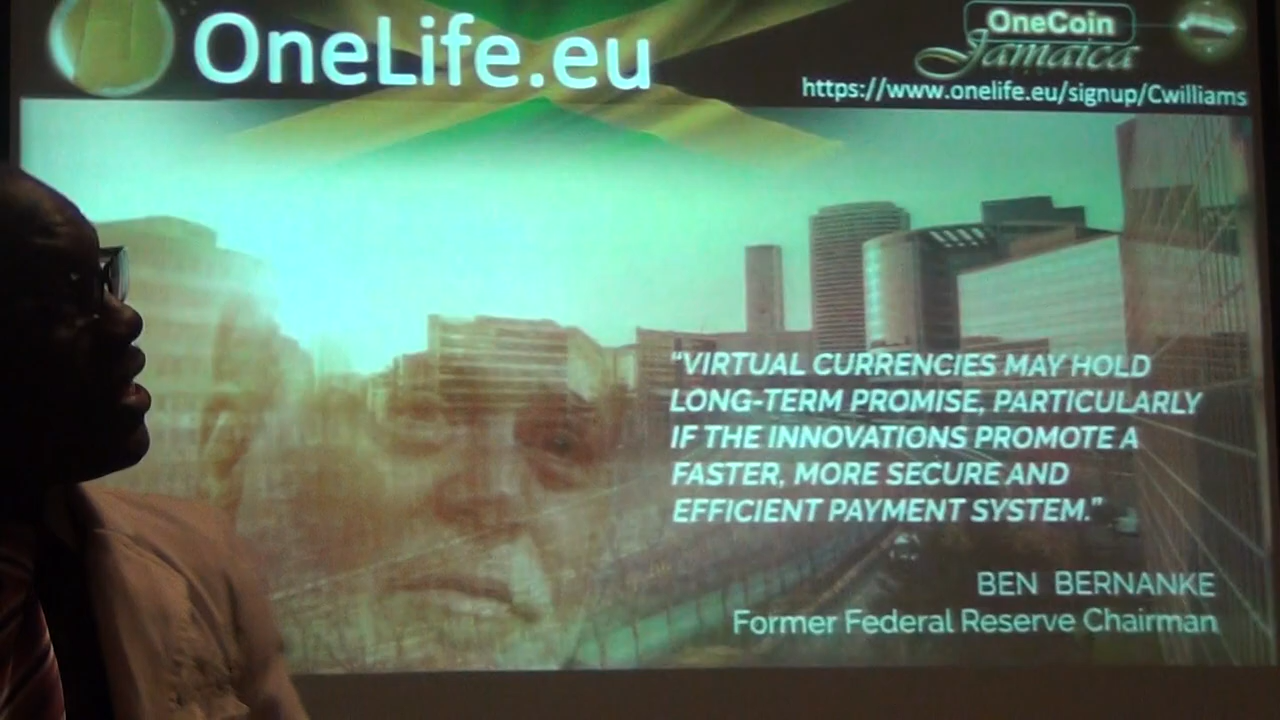 OneLife.eu
OneCoin
Jamaica
https://www.onelife.eu/signup/Cwilliams
“VIRTUAL CURRENCIES MAY HOLD
LONG-TERM PROMISE, PARTICULARLY
IF THE INNOVATIONS PROMOTE A
FASTER, MORE SECURE AND
EFFICIENT PAYMENT SYSTEM.”
BEN BERNANKE
Former Federal Reserve Chairman